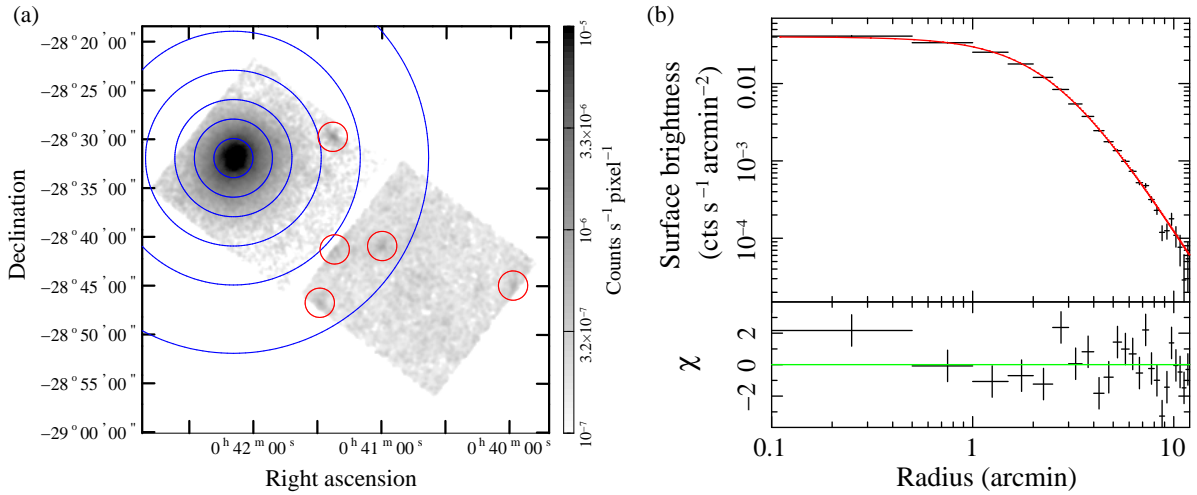 (a)
−28°20′00″
−28°25′00″
−28°30′00″
−28°35′00″
−28°40′00″
−28°45′00″
−28°50′00″
−28°55′00″
−29°00′00″
Declination
0ʰ42ᵐ00ˢ 0ʰ41ᵐ00ˢ 0ʰ40ᵐ00ˢ
Right ascension
10⁻⁵
3.33×10⁻⁶
10⁻⁶
3.2×10⁻⁷
10⁻⁷
Counts s⁻¹ pixel⁻¹
(b)
Surface brightness
(cts s⁻¹ arcmin⁻²)
0.01
10⁻³
10⁻⁴
χ
2
0
−2
0.1 1 10
Radius (arcmin)